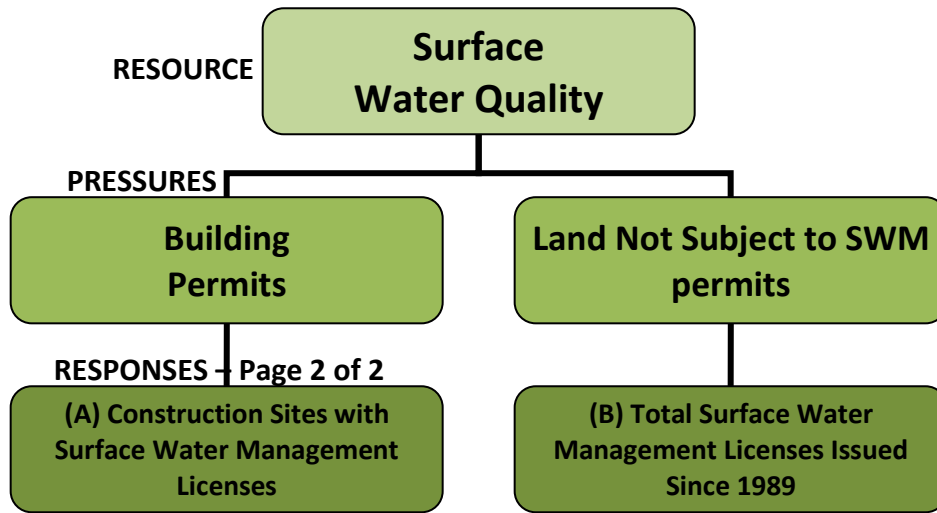 RESOURCE
Surface
Water Quality
PRESSURES
Building
Permits
Land Not Subject to SWM
permits
RESPONSES – Page 2 of 2
(A) Construction Sites with
Surface Water Management
Licenses
(B) Total Surface Water
Management Licenses Issued
Since 1989